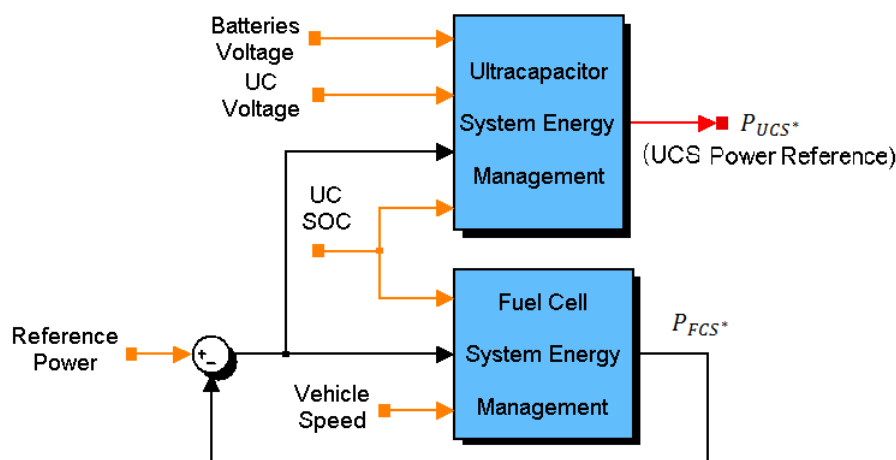 Batteries
Voltage
UC
Voltage
Ultracapacitor
System Energy
Management
P_{UCS^*}
(UCS Power Reference)
UC
SOC
Fuel Cell
System Energy
Management
P_{FCS^*}
Reference
Power
+
-
Vehicle
Speed